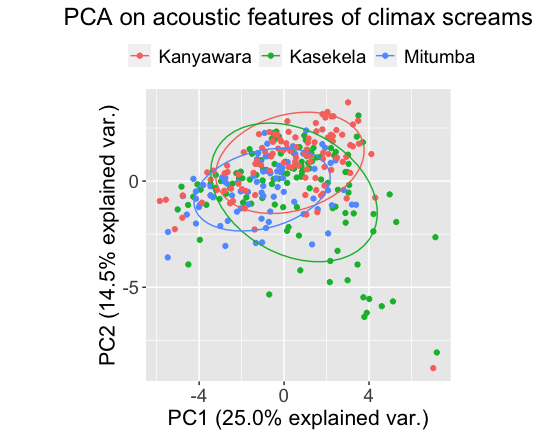 PCA on acoustic features of climax screams
Kanyawara Kasekela Mitumba
PC2 (14.5% explained var.)
0
-5
-4 0 4
PC1 (25.0% explained var.)